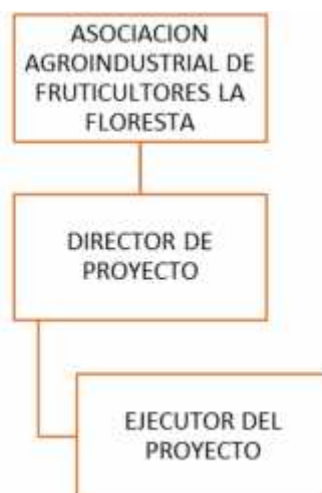 ASOCIACION
AGROINDUSTRIAL DE
FRUTICULTORES LA
FLORESTA
DIRECTOR DE
PROYECTO
EJECUTOR DEL
PROYECTO